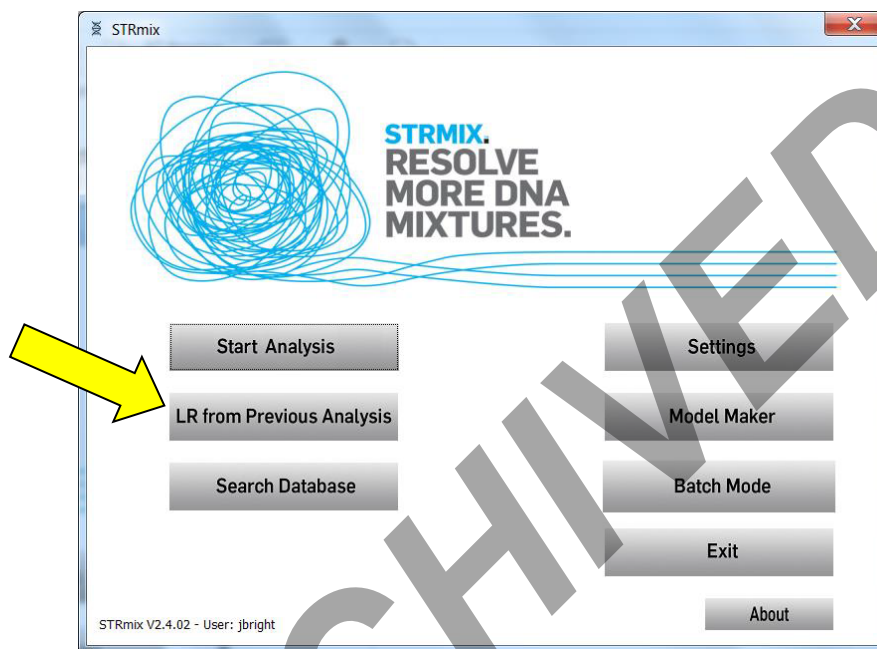 STRmix
STRMIX.
RESOLVE
MORE DNA
MIXTURES.
Start Analysis
Settings
LR from Previous Analysis
Model Maker
Search Database
Batch Mode
Exit
About
STRmix V2.4.02 - User: jbright
CHIVED